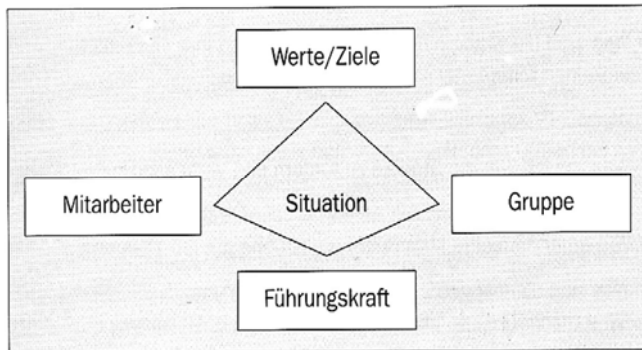 Werte/Ziele
Mitarbeiter
Situation
Gruppe
Führungskraft